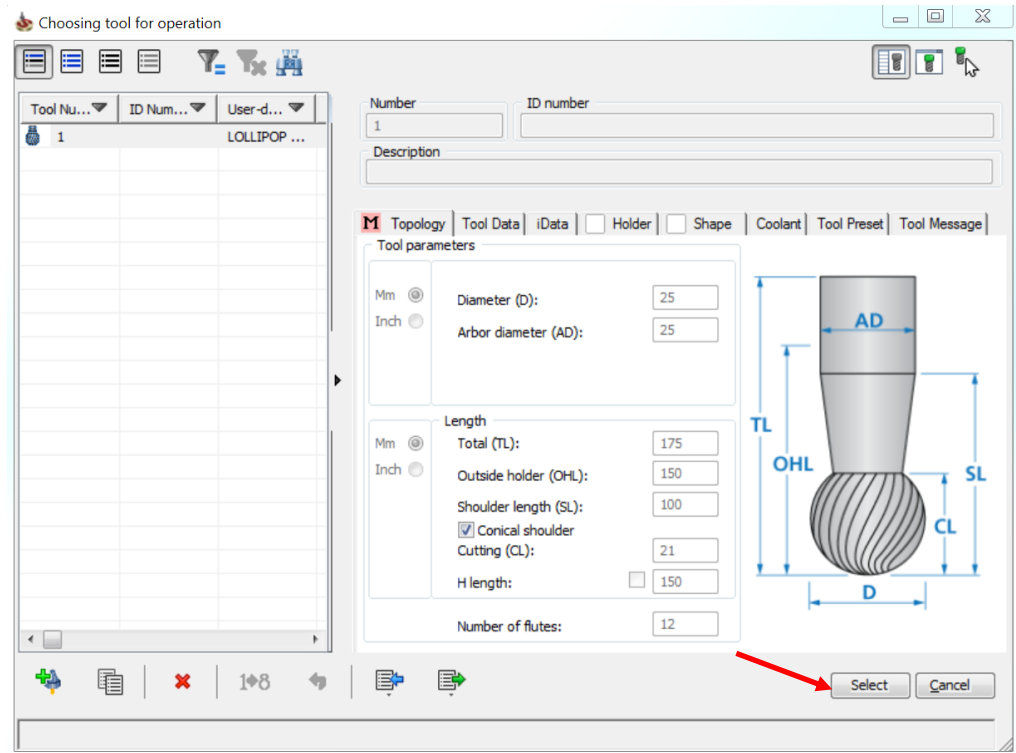 Choosing tool for operation
Tool Nu... ID Num... User-d...
1 LOLLIPOP ...
Number ID number
1
Description
M Topology Tool Data iData Holder Shape Coolant Tool Preset Tool Message
Tool parameters
Mm Diameter (D): 25
Inch Arbor diameter (AD): 25
Length
Mm Total (TL): 175
Inch Outside holder (OHL): 150
Shoulder length (SL): 100
Conical shoulder
Cutting (CL): 21
H length: 150
Number of flutes: 12
AD
TL
OHL
SL
CL
D
1 8
Select Cancel